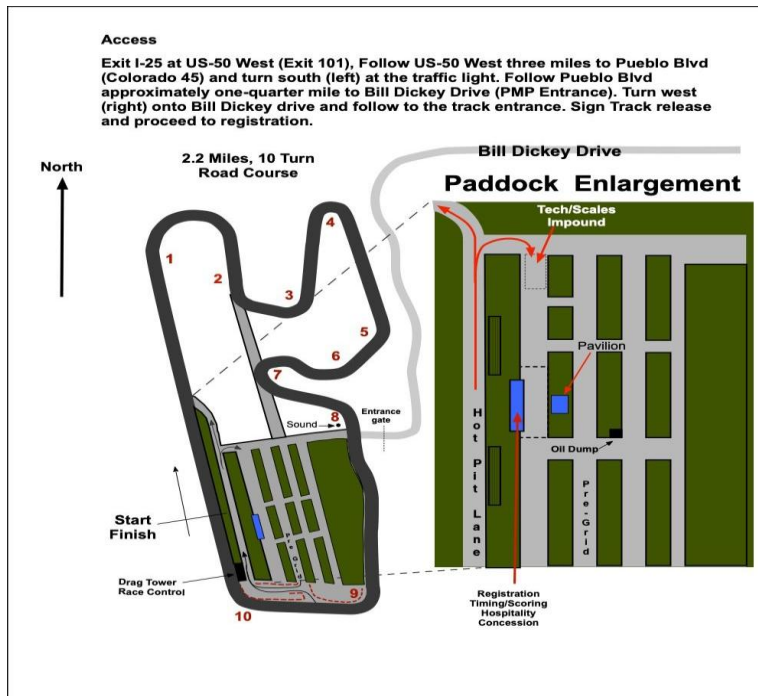 Access
Exit I-25 at US-50 West (Exit 101), Follow US-50 West three miles to Pueblo Blvd
(Colorado 45) and turn south (left) at the traffic light. Follow Pueblo Blvd
approximately one-quarter mile to Bill Dickey Drive (PMP Entrance). Turn west
(right) onto Bill Dickey drive and follow to the track entrance. Sign Track release
and proceed to registration.
North
2.2 Miles, 10 Turn
Road Course
Bill Dickey Drive
Paddock Enlargement
Tech/Scales
Impound
1
2
3
4
5
6
7
8
Sound
Entrance
gate
Pavilion
Oil Dump
Hot Pit Lane
Pre-Grid
Start
Finish
Pre Grid
Drag Tower
Race Control
9
10
Registration
Timing/Scoring
Hospitality
Concession